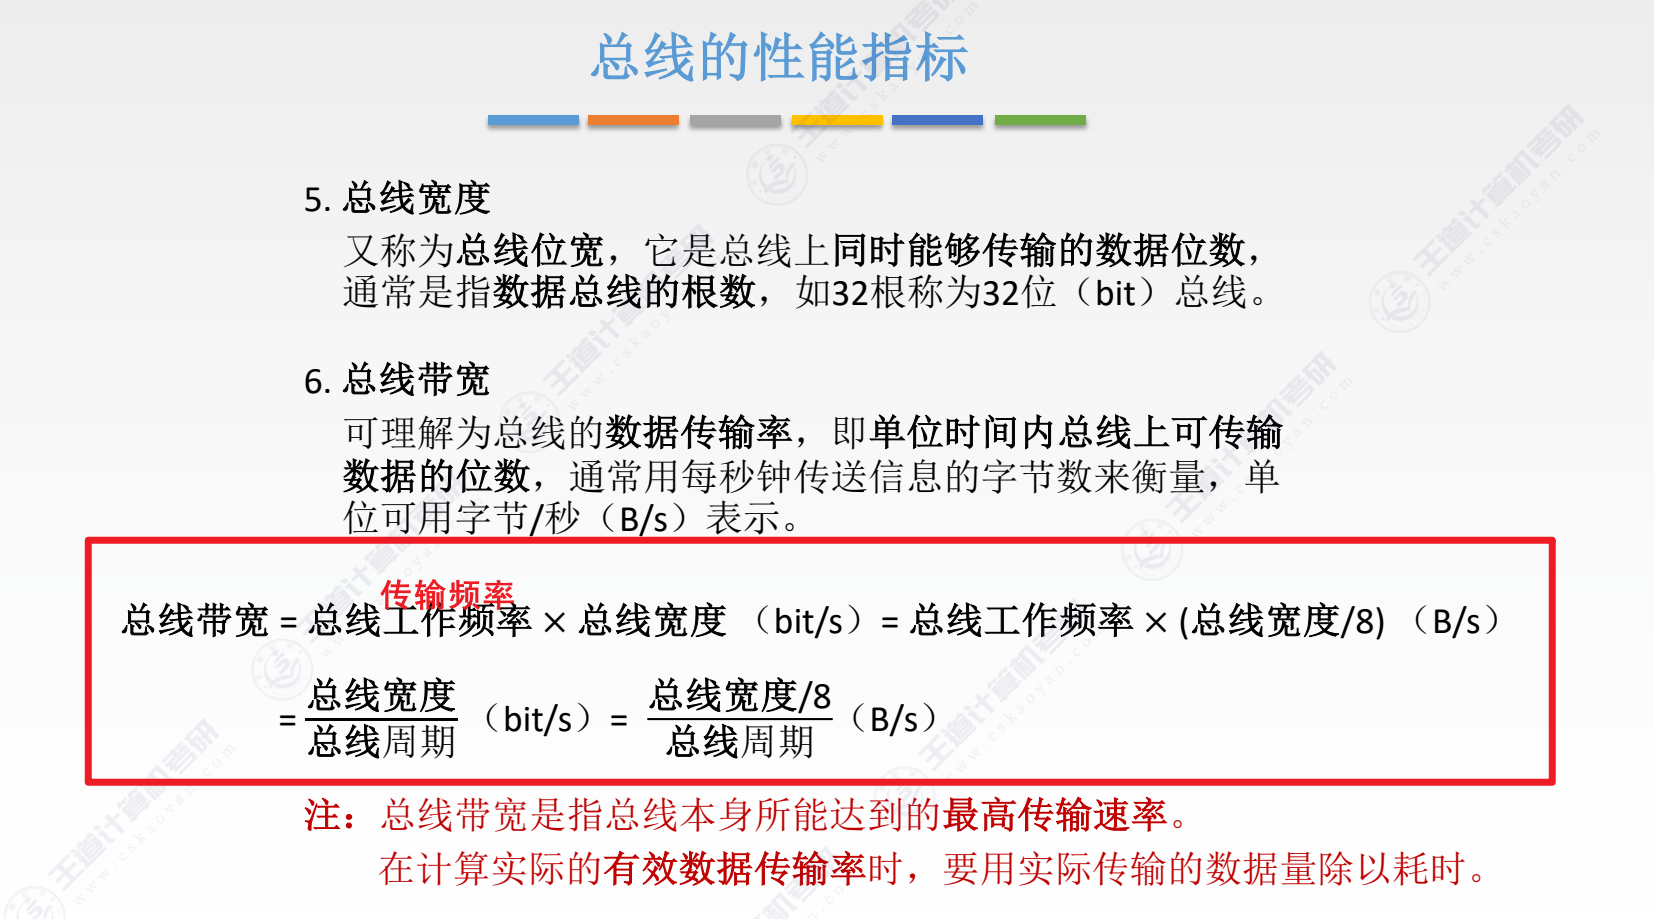 总线的性能指标
5. 总线宽度
又称为总线位宽，它是总线上同时能够传输的数据位数，
通常是指数据总线的根数，如32根称为32位（bit）总线。
6. 总线带宽
可理解为总线的数据传输率，即单位时间内总线上可传输
数据的位数，通常用每秒钟传送信息的字节数来衡量，单
位可用字节/秒（B/s）表示。
传输频率
总线带宽 = 总线工作频率 × 总线宽度 （bit/s）= 总线工作频率 × (总线宽度/8) （B/s）
= 总线宽度/总线周期 （bit/s）= 总线宽度/8/总线周期（B/s）
注：总线带宽是指总线本身所能达到的最高传输速率。
在计算实际的有效数据传输率时，要用实际传输的数据量除以耗时。
王道计算机考研
www.cskaoyan.com